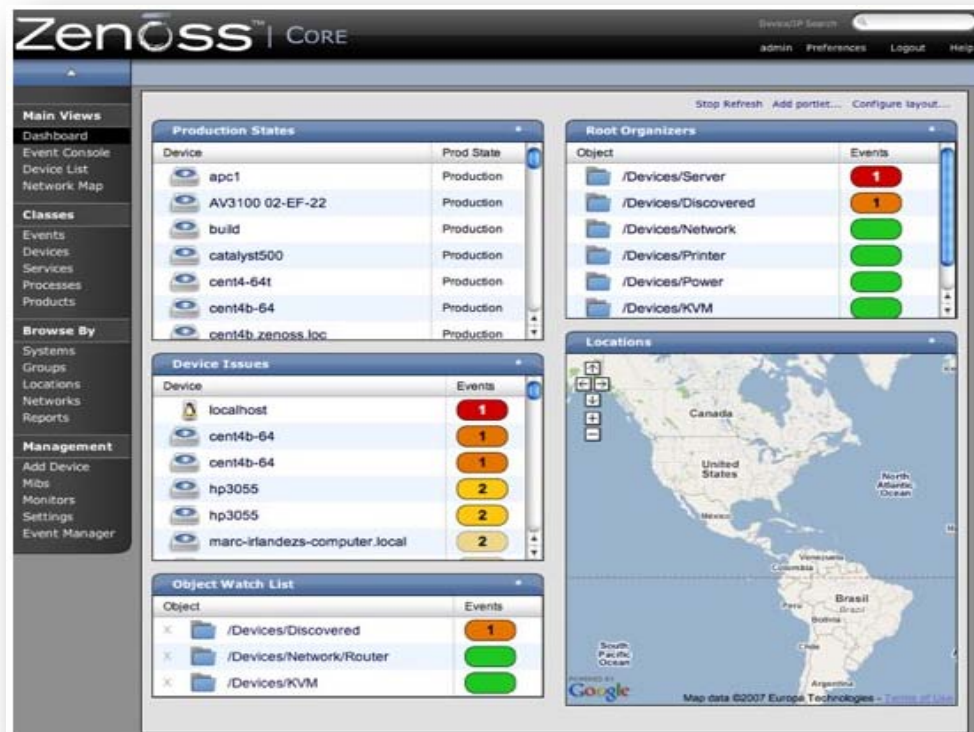 Zenoss™ | CORE
Device/IP Search
admin Preferences Logout Help
Main Views
Dashboard
Event Console
Device List
Network Map
Classes
Events
Devices
Services
Processes
Products
Browse By
Systems
Groups
Locations
Networks
Reports
Management
Add Device
Mibs
Monitors
Settings
Event Manager
Stop Refresh Add portlet... Configure layout...
Production States
Device Prod State
apc1 Production
AV3100 02-EF-22 Production
build Production
catalyst500 Production
cent4-64t Production
cent4b-64 Production
cent4b.zenoss.loc Production
Device Issues
Device Events
localhost 1
cent4b-64 1
cent4b-64 1
hp3055 2
hp3055 2
marc-irlandezs-computer.local 2
Object Watch List
Object Events
X /Devices/Discovered 1
X /Devices/Network/Router
X /Devices/KVM
Root Organizers
Object Events
/Devices/Server 1
/Devices/Discovered 1
/Devices/Network
/Devices/Printer
/Devices/Power
/Devices/KVM
Locations
Canada
United States
North Atlantic Ocean
Mexico
Venezuela
Colombia
Brasil
Brazil
Peru
Bolivia
Chile
South Pacific Ocean
Argentina
POWERED BY
Google
Map data ©2007 Europa Technologies - Terms of Use